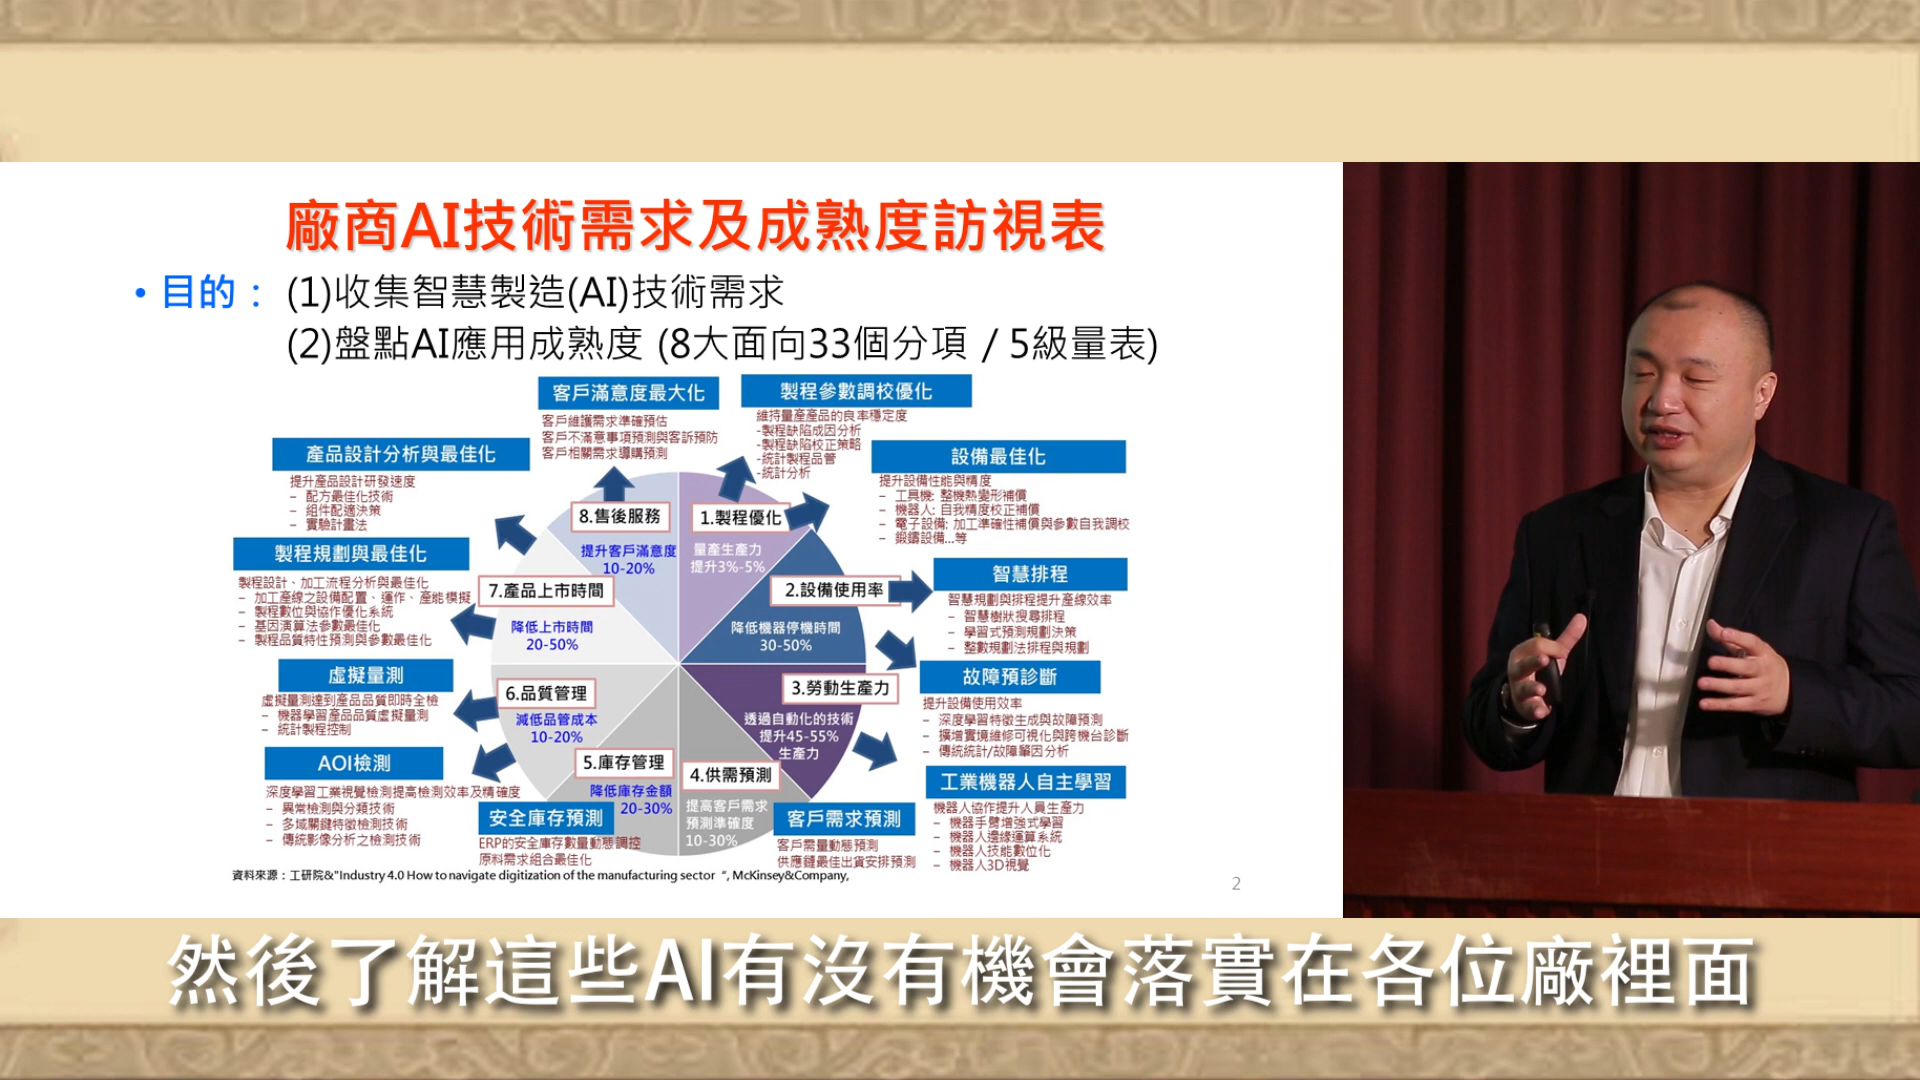 廠商AI技術需求及成熟度訪視表
• 目的： (1)收集智慧製造(AI)技術需求
(2)盤點AI應用成熟度 (8大面向33個分項 / 5級量表)
客戶滿意度最大化
客戶維護需求準確預估
客戶不滿意事項預測與客訴預防
客戶相關需求導購預測
製程參數調校優化
維持量產產品的良率穩定度
-製程缺陷成因分析
-製程缺陷校正策略
-統計製程品管
-統計分析
產品設計分析與最佳化
提升產品設計研發速度
– 配方最佳化技術
– 組件配適決策
– 實驗計畫法
設備最佳化
提升設備性能與精度
– 工具機: 整機熱變形補償
– 機器人: 自我精度校正補償
– 電子設備: 加工準確性補償與參數自我調校
– 鍛鑄設備...等
8.售後服務
提升客戶滿意度
10-20%
1.製程優化
量產生產力
提升3%-5%
製程規劃與最佳化
製程設計、加工流程分析與最佳化
– 加工產線之設備配置、運作、產能模擬
– 製程數位與協作優化系統
– 基因演算法參數最佳化
– 製程品質特性預測與參數最佳化
7.產品上市時間
降低上市時間
20-50%
2.設備使用率
降低機器停機時間
30-50%
智慧排程
智慧規劃與排程提升產線效率
– 智慧樹狀搜尋排程
– 學習式預測規劃決策
– 整數規劃法排程與規劃
虛擬量測
虛擬量測達到產品品質即時全檢
– 機器學習產品品質虛擬量測
– 統計製程控制
6.品質管理
減低品管成本
10-20%
3.勞動生產力
透過自動化的技術
提升45-55%
生產力
故障預診斷
提升設備使用效率
– 深度學習特徵生成與故障預測
– 擴增實境維修可視化與跨機台診斷
– 傳統統計/故障肇因分析
AOI檢測
深度學習工業視覺檢測提高檢測效率及精確度
– 異常檢測與分類技術
– 多域關鍵特徵檢測技術
– 傳統影像分析之檢測技術
5.庫存管理
降低庫存金額
20-30%
4.供需預測
提高客戶需求
預測準確度
10-30%
工業機器人自主學習
機器人協作提升人員生產力
– 機器手臂增強式學習
– 機器人邊緣運算系統
– 機器人技能數位化
– 機器人3D視覺
安全庫存預測
ERP的安全庫存數量動態調控
原料需求組合最佳化
客戶需求預測
客戶需量動態預測
供應鏈最佳出貨安排預測
資料來源：工研院&"Industry 4.0 How to navigate digitization of the manufacturing sector “, McKinsey&Company,
2
然後了解這些AI有沒有機會落實在各位廠裡面